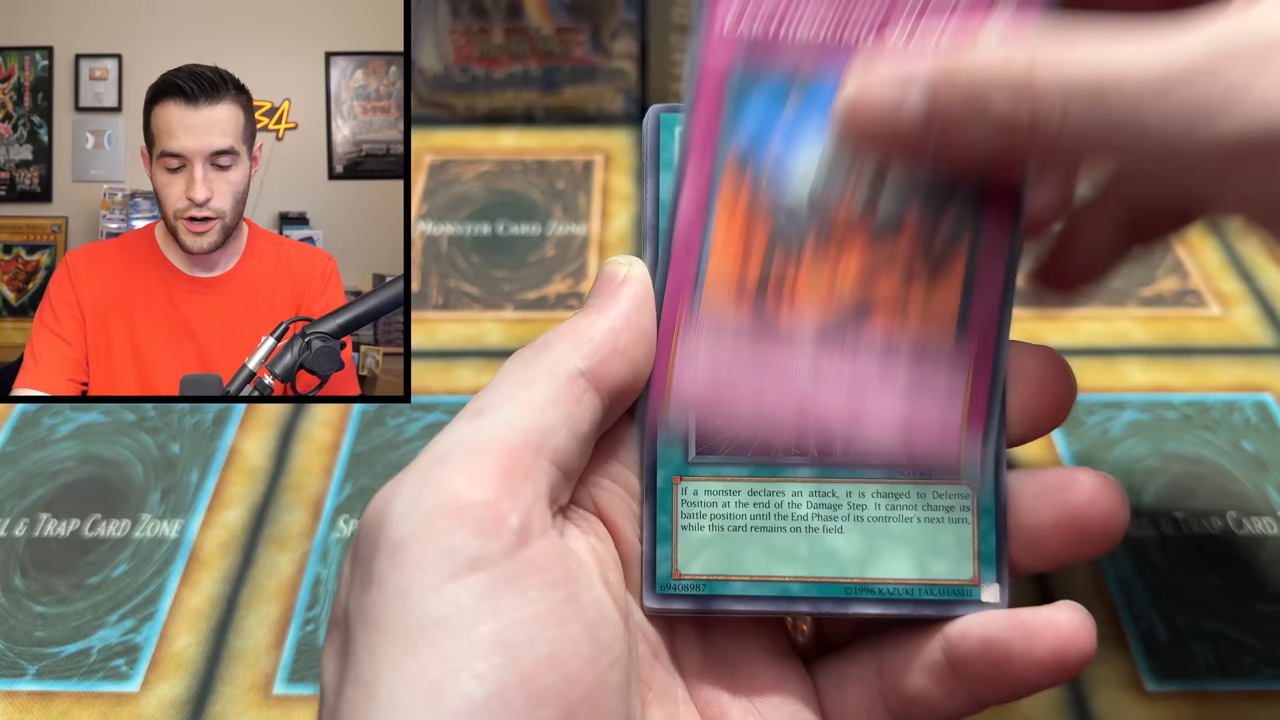 34
MONSTER CARD ZONE
L & TRAP CARD ZONE
If a monster declares an attack, it is changed to Defense
Position at the end of the Damage Step. It cannot change its
battle position until the End Phase of its controller's next turn,
while this card remains on the field.
69408987
©1996 KAZUKI TAKAHASHI
TRAP CARD